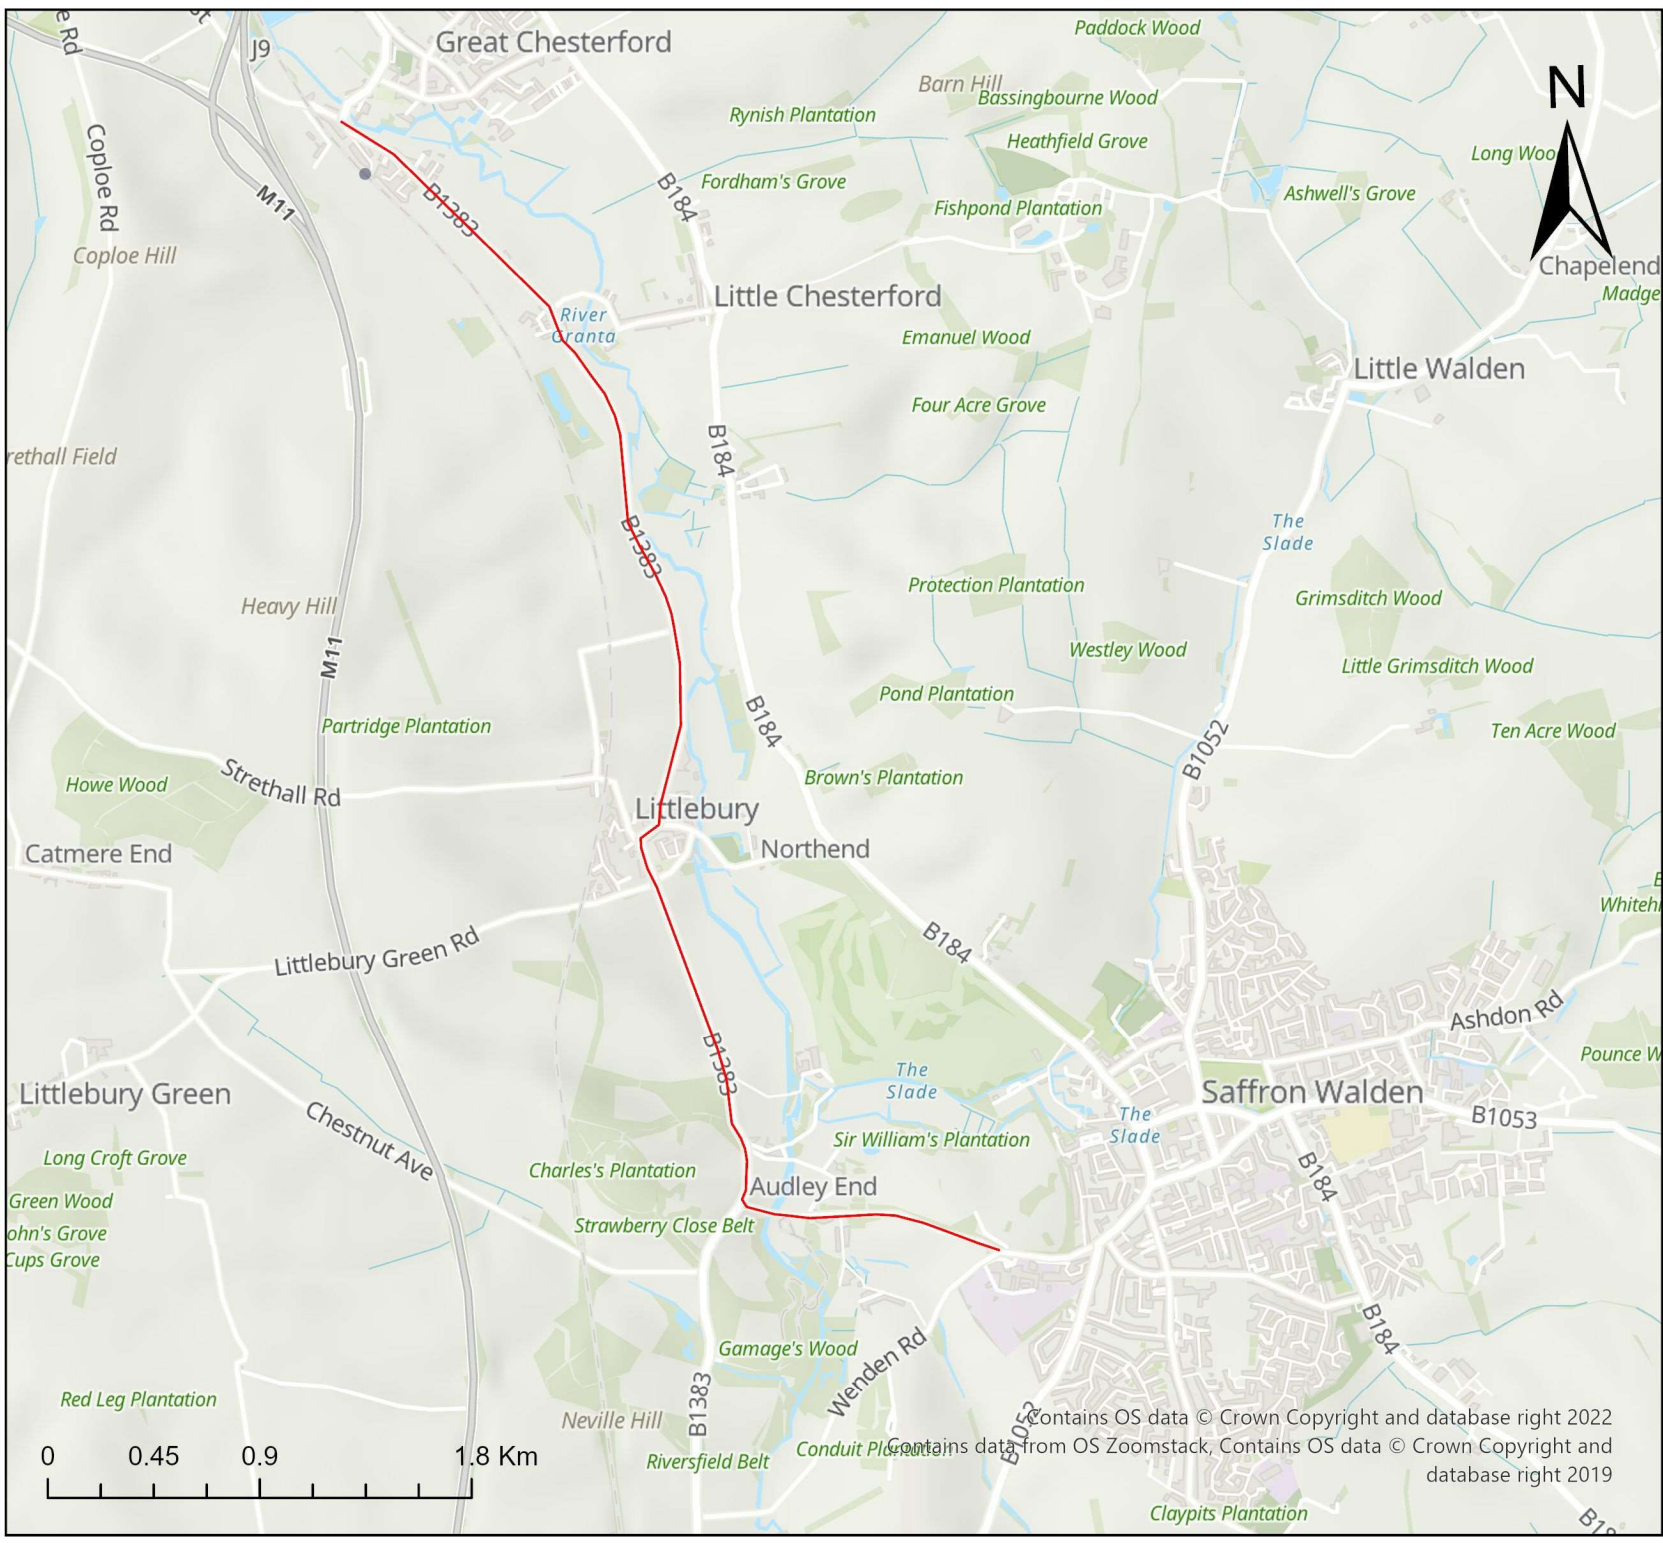 e Rd
st
J9
Great Chesterford
Paddock Wood
Barn Hill
Bassingbourne Wood
N
Rynish Plantation
Heathfield Grove
Long Woo
Coploe Rd
M11
B1383
B184
Fordham's Grove
Fishpond Plantation
Ashwell's Grove
Coploe Hill
Chapelend
Madge
Little Chesterford
River
Granta
Emanuel Wood
Little Walden
Four Acre Grove
B184
rethall Field
The
Slade
B1383
Protection Plantation
Grimsditch Wood
Heavy Hill
M11
Westley Wood
Little Grimsditch Wood
Pond Plantation
B184
Partridge Plantation
B1052
Ten Acre Wood
Howe Wood
Strethall Rd
Brown's Plantation
Littlebury
Catmere End
Northend
E
Whitehi
B184
Littlebury Green Rd
Ashdon Rd
B1383
Pounce W
Littlebury Green
The
Slade
Saffron Walden
Chestnut Ave
The
Slade
B1053
Sir William's Plantation
Long Croft Grove
Charles's Plantation
Audley End
B184
Green Wood
Strawberry Close Belt
ohn's Grove
Cups Grove
B184
Gamage's Wood
Wenden Rd
Red Leg Plantation
B1383
Neville Hill
B1052
Contains OS data © Crown Copyright and database right 2022
Conduit Plantation
Contains data from OS Zoomstack, Contains OS data © Crown Copyright and
database right 2019
Riversfield Belt
0 0.45 0.9 1.8 Km
Claypits Plantation
B18